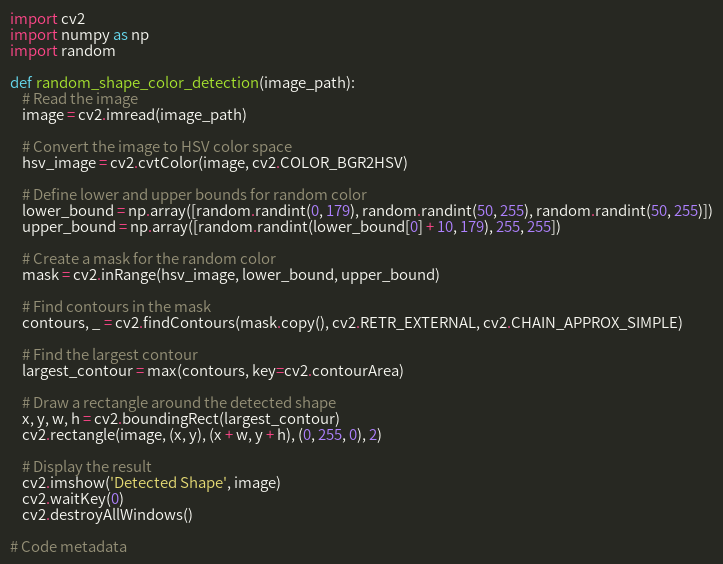 import cv2
import numpy as np
import random

def random_shape_color_detection(image_path):
    # Read the image
    image = cv2.imread(image_path)

    # Convert the image to HSV color space
    hsv_image = cv2.cvtColor(image, cv2.COLOR_BGR2HSV)

    # Define lower and upper bounds for random color
    lower_bound = np.array([random.randint(0, 179), random.randint(50, 255), random.randint(50, 255)])
    upper_bound = np.array([random.randint(lower_bound[0] + 10, 179), 255, 255])

    # Create a mask for the random color
    mask = cv2.inRange(hsv_image, lower_bound, upper_bound)

    # Find contours in the mask
    contours, _ = cv2.findContours(mask.copy(), cv2.RETR_EXTERNAL, cv2.CHAIN_APPROX_SIMPLE)

    # Find the largest contour
    largest_contour = max(contours, key=cv2.contourArea)

    # Draw a rectangle around the detected shape
    x, y, w, h = cv2.boundingRect(largest_contour)
    cv2.rectangle(image, (x, y), (x + w, y + h), (0, 255, 0), 2)

    # Display the result
    cv2.imshow('Detected Shape', image)
    cv2.waitKey(0)
    cv2.destroyAllWindows()

# Code metadata